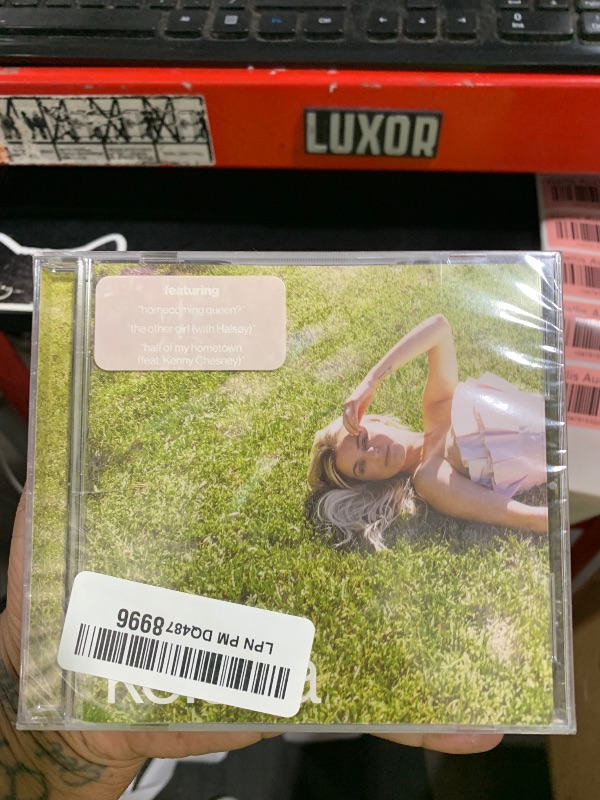 LUXOR
featuring
"homecoming queen?"
"the other girl (with Halsey)"
"half of my hometown
(feat. Kenny Chesney)"
LPN PM DQ487 8996